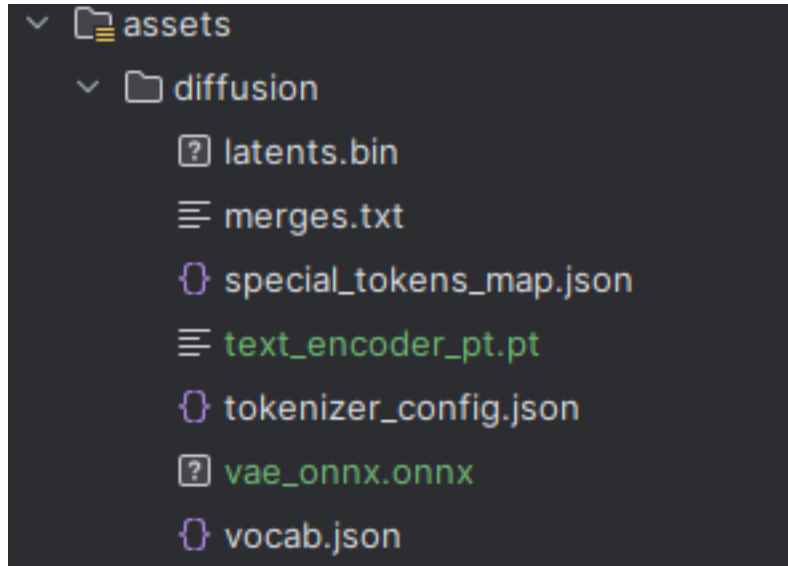 assets
diffusion
latents.bin
merges.txt
special_tokens_map.json
text_encoder_pt.pt
tokenizer_config.json
vae_onnx.onnx
vocab.json